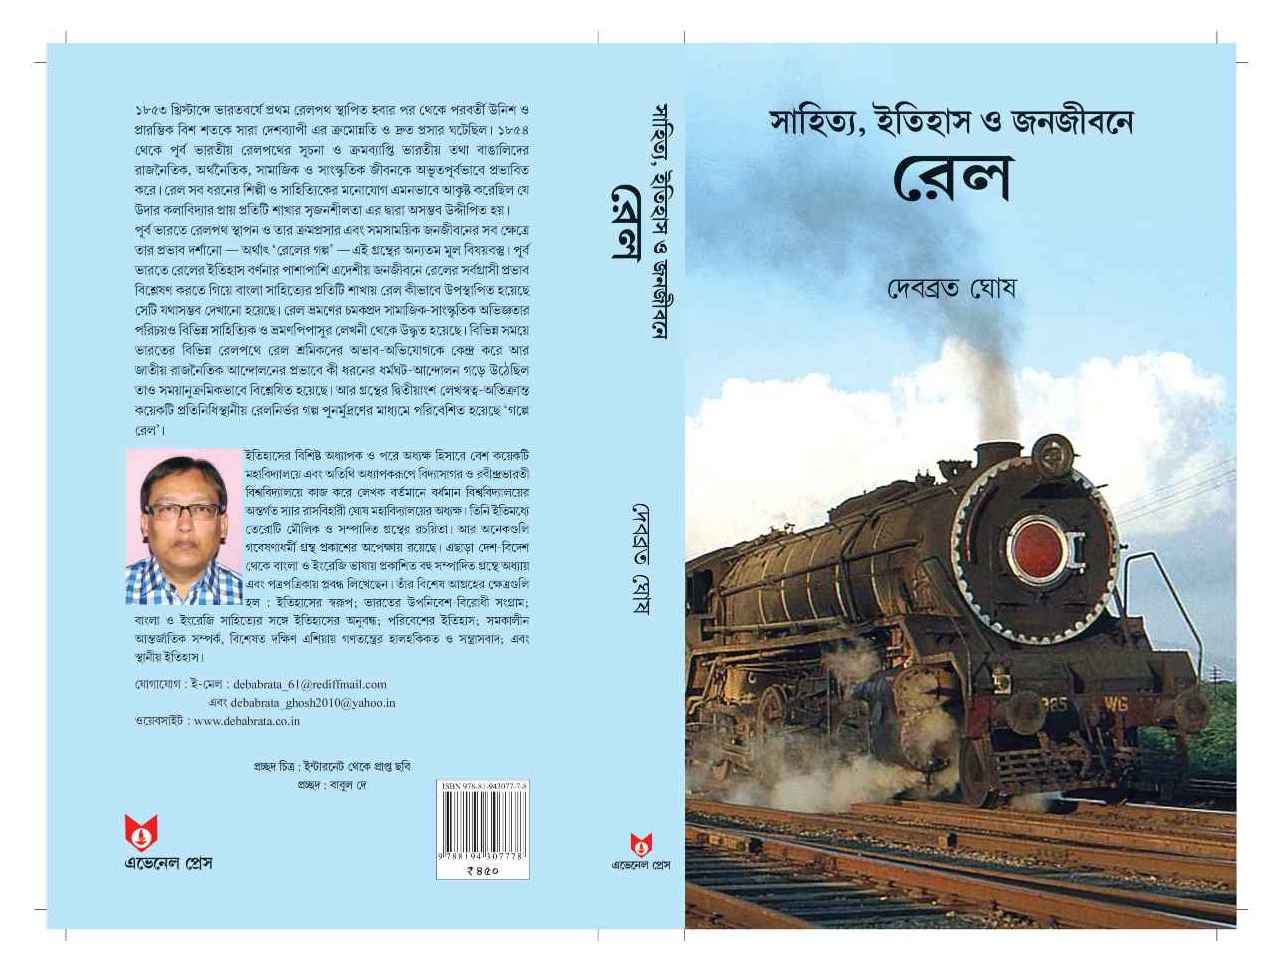 ১৮৫৩ খ্রিস্টাব্দে ভারতবর্ষে প্রথম রেলপথ স্থাপিত হবার পর থেকে পরবর্তী উনিশ ও
প্রারম্ভিক বিশ শতকে সারা দেশব্যাপী এর ক্রমোন্নতি ও দ্রুত প্রসার ঘটেছিল। ১৮৫৪
থেকে পূর্ব ভারতীয় রেলপথের সূচনা ও ক্রমব্যাপ্তি ভারতীয় তথা বাঙালিদের
রাজনৈতিক, অর্থনৈতিক, সামাজিক ও সাংস্কৃতিক জীবনকে অভূতপূর্বভাবে প্রভাবিত
করে। রেল সব ধরনের শিল্পী ও সাহিত্যিকের মনোযোগ এমনভাবে আকৃষ্ট করেছিল যে
উদার কলাবিদ্যার প্রায় প্রতিটি শাখার সৃজনশীলতা এর দ্বারা অসম্ভব উদ্দীপিত হয়।
পূর্ব ভারতে রেলপথ স্থাপন ও তার ক্রমপ্রসার এবং সমসাময়িক জনজীবনের সব ক্ষেত্রে
তার প্রভাব দর্শানো — অর্থাৎ ‘রেলের গল্প’ — এই গ্রন্থের অন্যতম মূল বিষয়বস্তু। পূর্ব
ভারতে রেলের ইতিহাস বর্ণনার পাশাপাশি এদেশীয় জনজীবনে রেলের সর্বগ্রাসী প্রভাব
বিশ্লেষণ করতে গিয়ে বাংলা সাহিত্যের প্রতিটি শাখায় রেল কীভাবে উপস্থাপিত হয়েছে
সেটি যথাসম্ভব দেখানো হয়েছে। রেল ভ্রমণের চমকপ্রদ সামাজিক-সাংস্কৃতিক অভিজ্ঞতার
পরিচয়ও বিভিন্ন সাহিত্যিক ও ভ্রমণপিপাসুর লেখনী থেকে উদ্ধৃত হয়েছে। বিভিন্ন সময়ে
ভারতের বিভিন্ন রেলপথে রেল শ্রমিকদের অভাব-অভিযোগকে কেন্দ্র করে আর
জাতীয় রাজনৈতিক আন্দোলনের প্রভাবে কী ধরনের ধর্মঘট-আন্দোলন গড়ে উঠেছিল
তাও সময়ানুক্রমিকভাবে বিশ্লেষিত হয়েছে। আর গ্রন্থের দ্বিতীয়াংশ লেখস্বত্ব-অতিক্রান্ত
কয়েকটি প্রতিনিধিস্থানীয় রেলনির্ভর গল্প পুনর্মুদ্রণের মাধ্যমে পরিবেশিত হয়েছে ‘গল্পে
রেল’।
ইতিহাসের বিশিষ্ট অধ্যাপক ও পরে অধ্যক্ষ হিসাবে বেশ কয়েকটি
মহাবিদ্যালয়ে এবং অতিথি অধ্যাপকরূপে বিদ্যাসাগর ও রবীন্দ্রভারতী
বিশ্ববিদ্যালয়ে কাজ করে লেখক বর্তমানে বর্ধমান বিশ্ববিদ্যালয়ের
অন্তর্গত স্যার রাসবিহারী ঘোষ মহাবিদ্যালয়ের অধ্যক্ষ। তিনি ইতিমধ্যে
তেরোটি মৌলিক ও সম্পাদিত গ্রন্থের রচয়িতা। আর অনেকগুলি
গবেষণাধর্মী গ্রন্থ প্রকাশের অপেক্ষায় রয়েছে। এছাড়া দেশ-বিদেশ
থেকে বাংলা ও ইংরেজি ভাষায় প্রকাশিত বহু সম্পাদিত গ্রন্থে অধ্যায়
এবং পত্রপত্রিকায় প্রবন্ধ লিখেছেন। তাঁর বিশেষ আগ্রহের ক্ষেত্রগুলি
হল : ইতিহাসের স্বরূপ; ভারতের উপনিবেশ-বিরোধী সংগ্রাম;
বাংলা ও ইংরেজি সাহিত্যের সঙ্গে ইতিহাসের অনুবন্ধ; পরিবেশের ইতিহাস; সমকালীন
আন্তর্জাতিক সম্পর্ক, বিশেষত দক্ষিণ এশিয়ায় গণতন্ত্রের হালহকিকত ও সন্ত্রাসবাদ; এবং
স্থানীয় ইতিহাস।
যোগাযোগ : ই-মেল : debabrata_61@rediffmail.com
এবং debabrata_ghosh2010@yahoo.in
ওয়েবসাইট : www.debabrata.co.in
প্রচ্ছদ চিত্র : ইন্টারনেট থেকে প্রাপ্ত ছবি
প্রচ্ছদ : বাবুল দে
এভেনেল প্রেস
ISBN 978-81-943077-7-8
9 788194 307778
₹ ৪৫০
সাহিত্য, ইতিহাস ও জনজীবনে
রেল
দেবব্রত ঘোষ
এভেনেল প্রেস
সাহিত্য, ইতিহাস ও জনজীবনে
রেল
দেবব্রত ঘোষ
WG